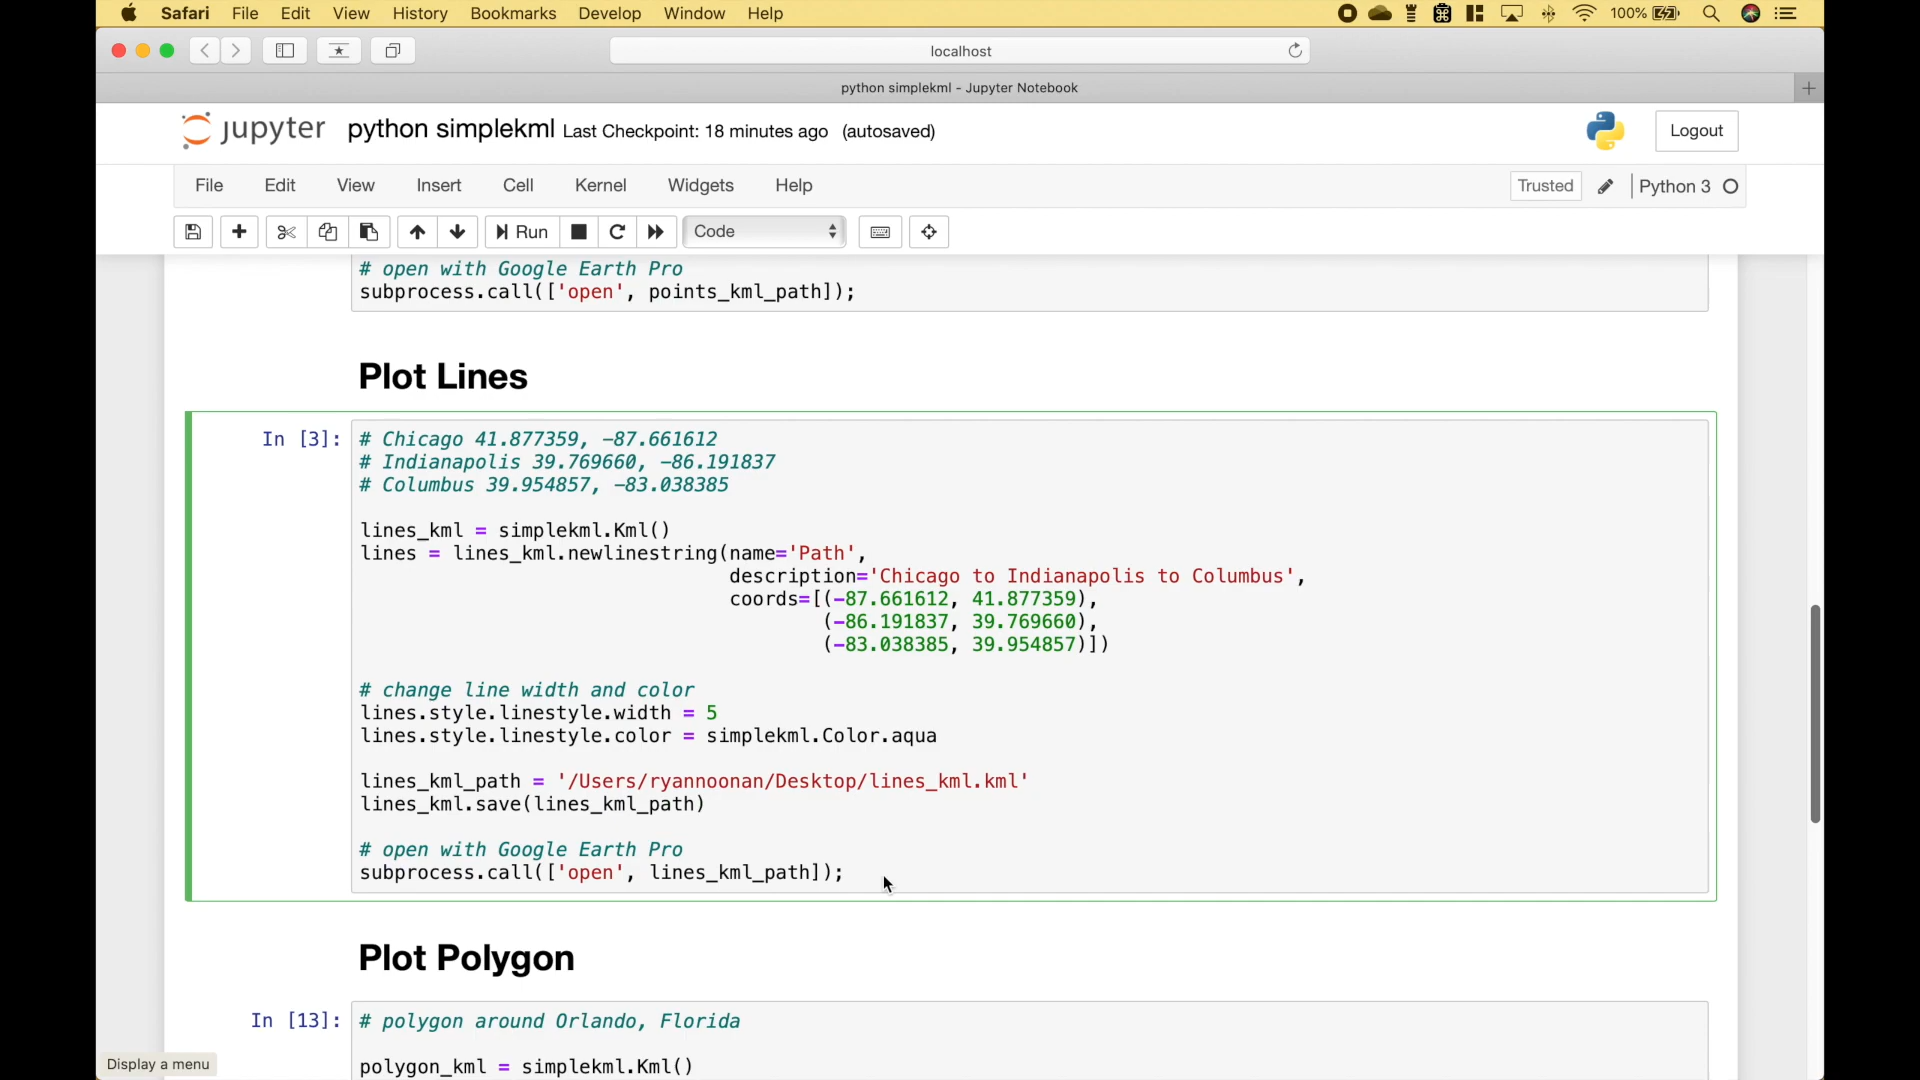 Safari File Edit View History Bookmarks Develop Window Help 100%
localhost
python simplekml - Jupyter Notebook
jupyter python simplekml Last Checkpoint: 18 minutes ago (autosaved) Logout
File Edit View Insert Cell Kernel Widgets Help Trusted Python 3
Run Code
# open with Google Earth Pro
subprocess.call(['open', points_kml_path]);
Plot Lines
In [3]: # Chicago 41.877359, -87.661612
# Indianapolis 39.769660, -86.191837
# Columbus 39.954857, -83.038385
lines_kml = simplekml.Kml()
lines = lines_kml.newlinestring(name='Path',
description='Chicago to Indianapolis to Columbus',
coords=[(-87.661612, 41.877359),
(-86.191837, 39.769660),
(-83.038385, 39.954857)])
# change line width and color
lines.style.linestyle.width = 5
lines.style.linestyle.color = simplekml.Color.aqua
lines_kml_path = '/Users/ryannoonan/Desktop/lines_kml.kml'
lines_kml.save(lines_kml_path)
# open with Google Earth Pro
subprocess.call(['open', lines_kml_path]);
Plot Polygon
In [13]: # polygon around Orlando, Florida
polygon_kml = simplekml.Kml()
Display a menu